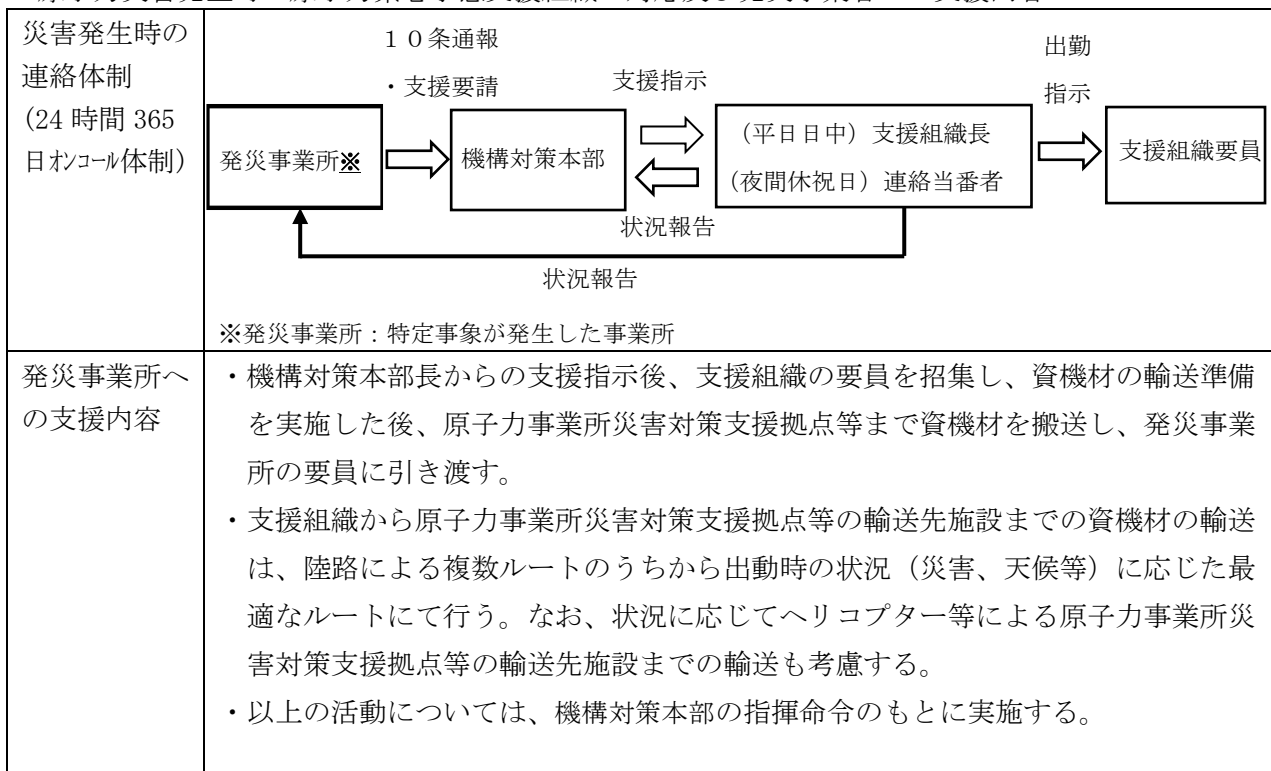 災害発生時の
連絡体制
(24 時間 365
日ｵﾝｺｰﾙ体制)
１０条通報
・支援要請
支援指示
出勤
指示
発災事業所※
機構対策本部
（平日日中）支援組織長
（夜間休祝日）連絡当番者
支援組織要員
状況報告
状況報告
※発災事業所：特定事象が発生した事業所
発災事業所へ
の支援内容
・機構対策本部長からの支援指示後、支援組織の要員を招集し、資機材の輸送準備
を実施した後、原子力事業所災害対策支援拠点等まで資機材を搬送し、発災事業
所の要員に引き渡す。
・支援組織から原子力事業所災害対策支援拠点等の輸送先施設までの資機材の輸送
は、陸路による複数ルートのうちから出動時の状況（災害、天候等）に応じた最
適なルートにて行う。なお、状況に応じてヘリコプター等による原子力事業所災
害対策支援拠点等の輸送先施設までの輸送も考慮する。
・以上の活動については、機構対策本部の指揮命令のもとに実施する。